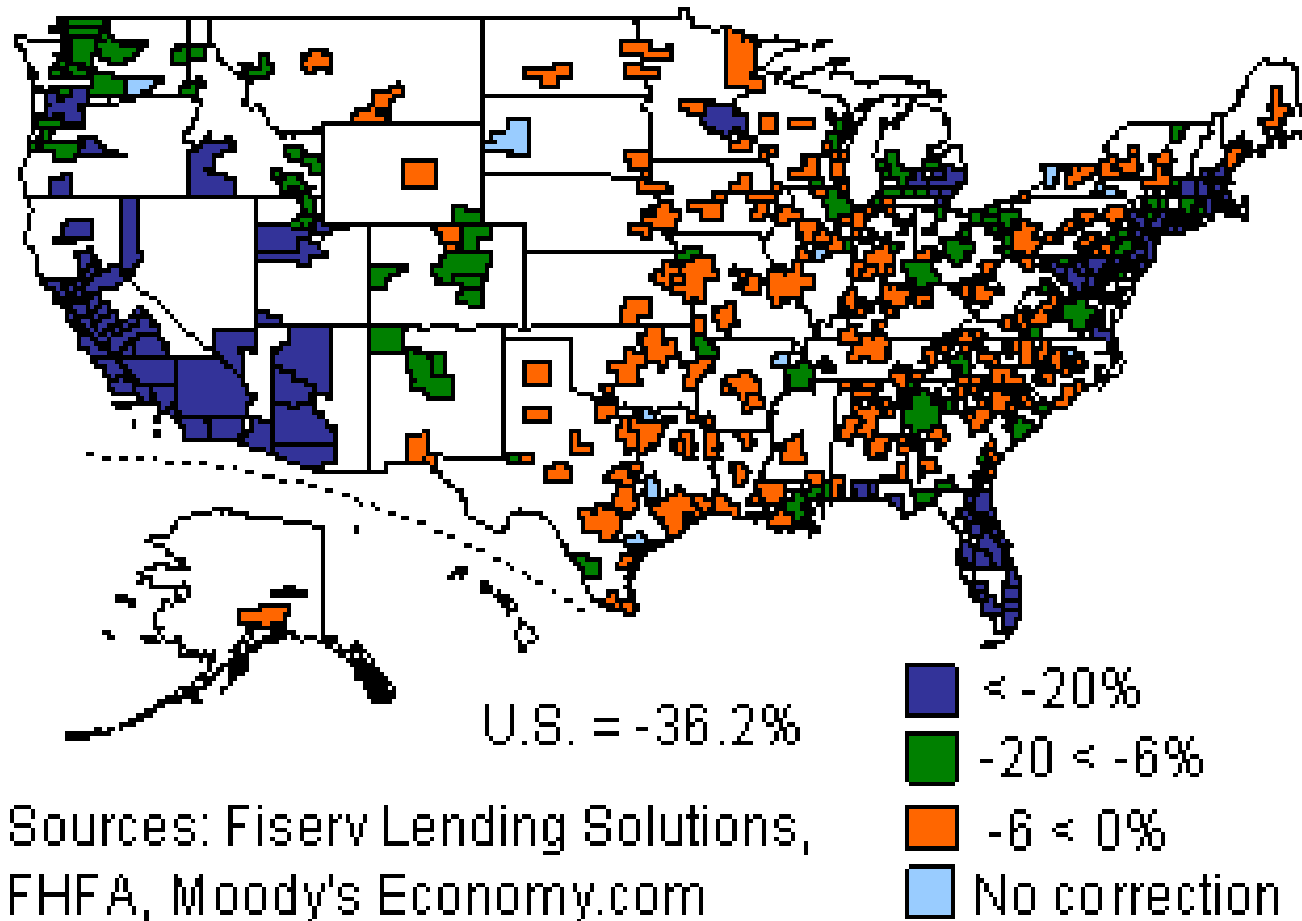 U.S. = -36.2%
< -20%
-20 < -6%
-6 < 0%
No correction
Sources: Fiserv Lending Solutions,
FHFA, Moody's Economy.com